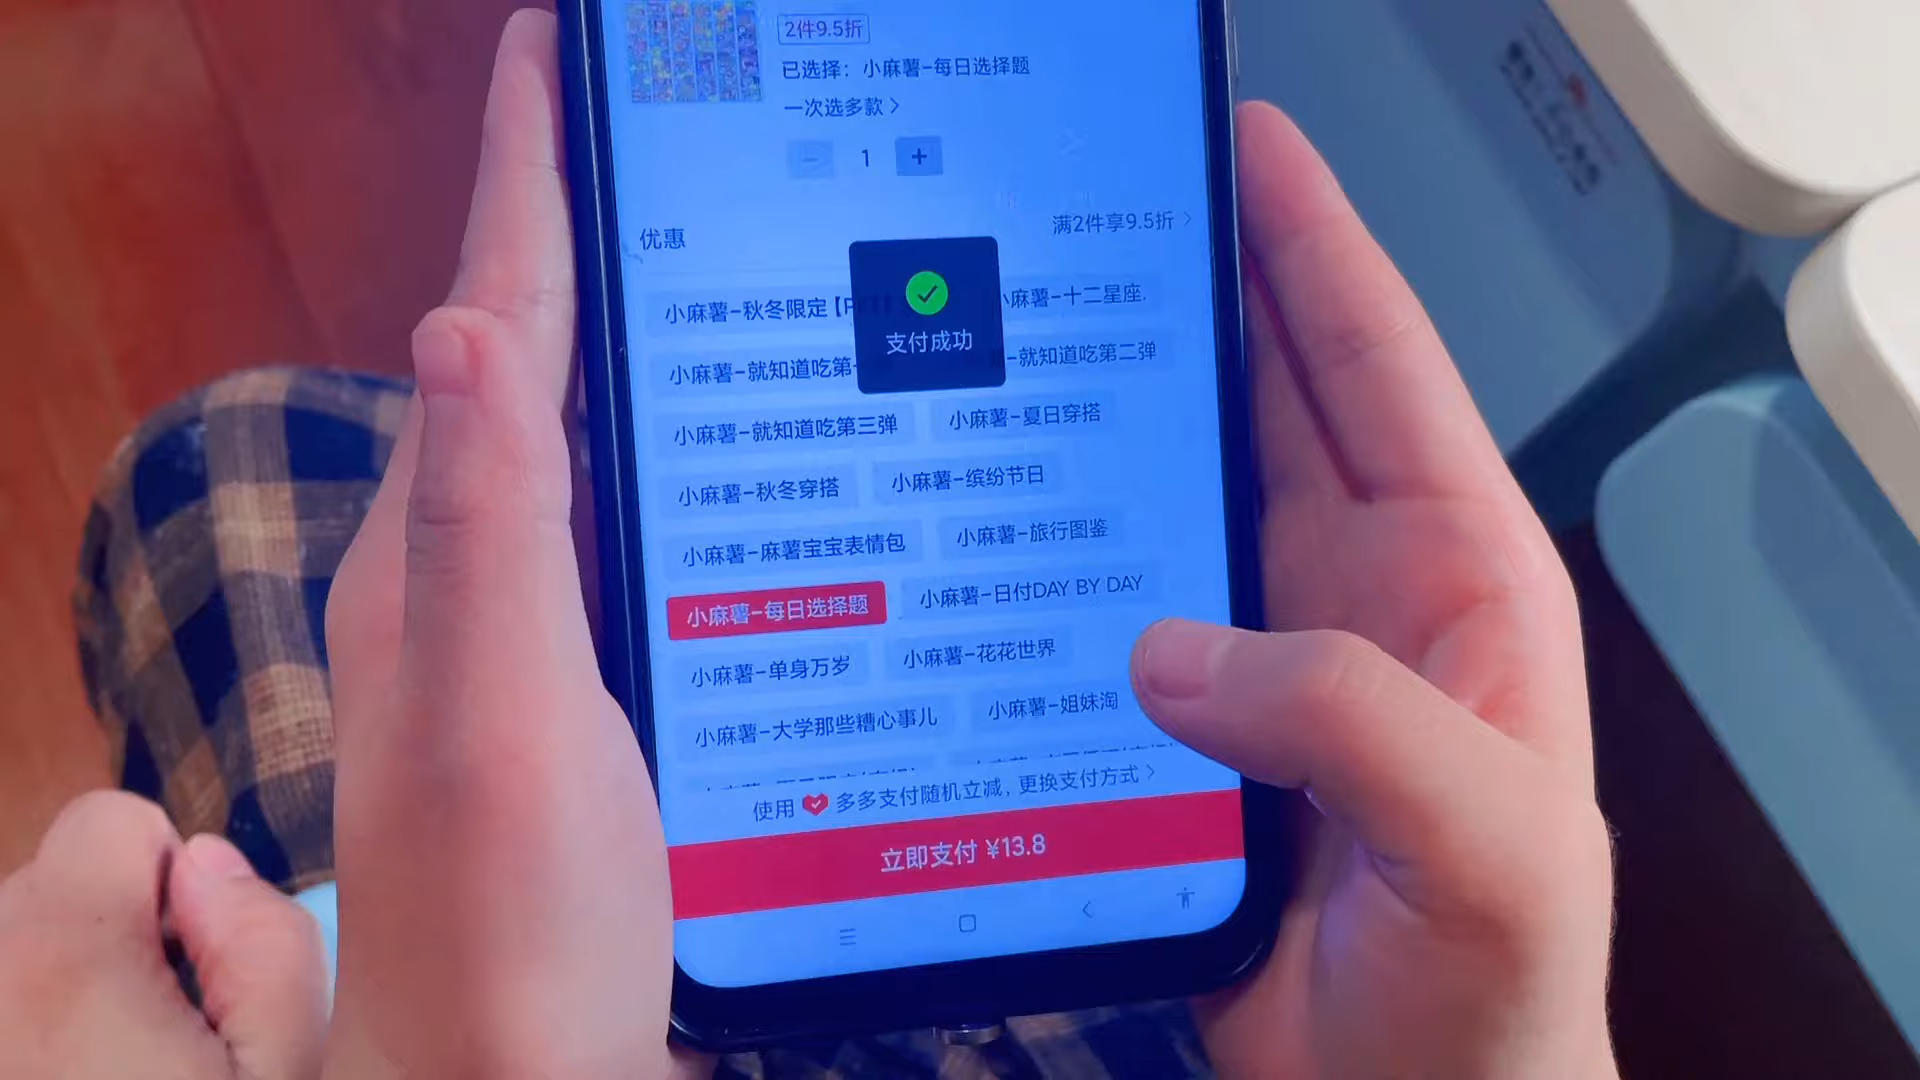 2件9.5折
已选择：小麻薯-每日选择题
一次选多款 >
- 1 +
优惠 满2件享9.5折 >
小麻薯-秋冬限定【P 小麻薯-十二星座.
小麻薯-就知道吃第一 -就知道吃第二弹
支付成功
小麻薯-就知道吃第三弹 小麻薯-夏日穿搭
小麻薯-秋冬穿搭 小麻薯-缤纷节日
小麻薯-麻薯宝宝表情包 小麻薯-旅行图鉴
小麻薯-每日选择题 小麻薯-日付DAY BY DAY
小麻薯-单身万岁 小麻薯-花花世界
小麻薯-大学那些糟心事儿 小麻薯-姐妹淘
使用 多多支付随机立减, 更换支付方式 >
立即支付 ¥13.8